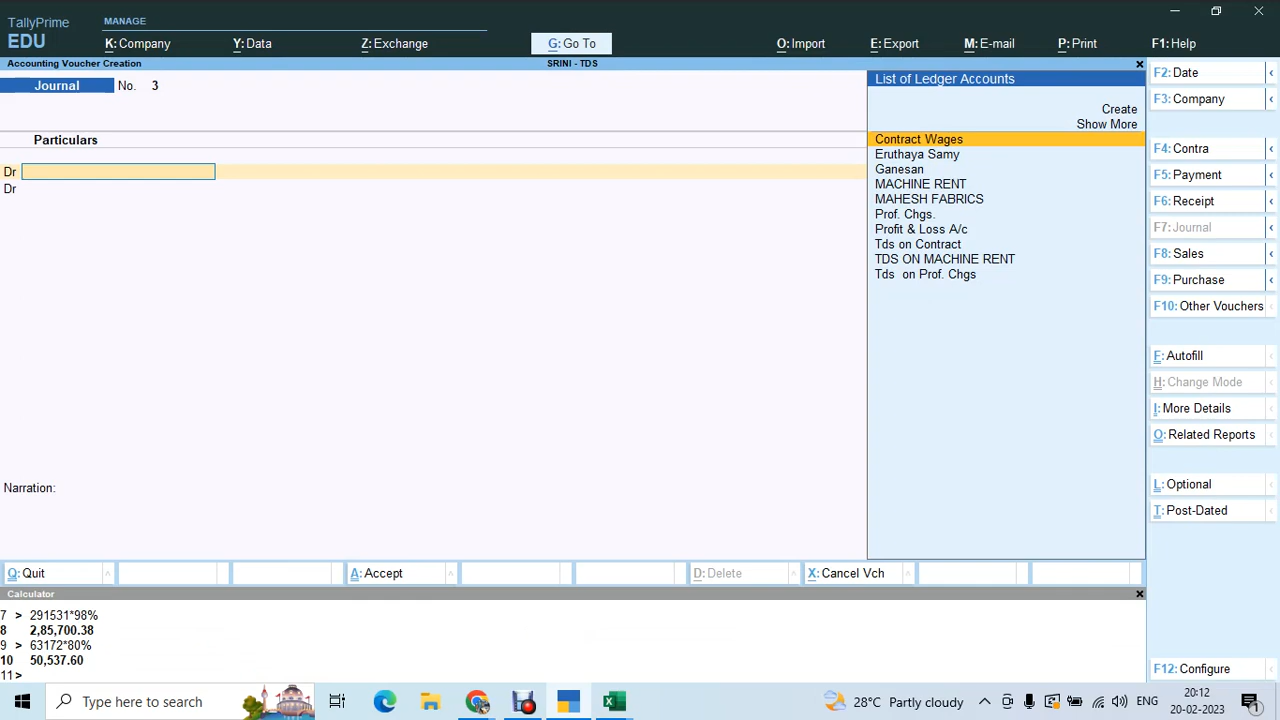 TallyPrime
EDU
MANAGE
K: Company
Y: Data
Z: Exchange
G: Go To
O: Import
E: Export
M: E-mail
P: Print
F1: Help
Accounting Voucher Creation
SRINI - TDS
Journal No. 3
Particulars
Dr
Dr
Narration:
List of Ledger Accounts
Create
Show More
Contract Wages
Eruthaya Samy
Ganesan
MACHINE RENT
MAHESH FABRICS
Prof. Chgs.
Profit & Loss A/c
Tds on Contract
TDS ON MACHINE RENT
Tds on Prof. Chgs
F2: Date
F3: Company
F4: Contra
F5: Payment
F6: Receipt
F7: Journal
F8: Sales
F9: Purchase
F10: Other Vouchers
F: Autofill
H: Change Mode
I: More Details
O: Related Reports
L: Optional
T: Post-Dated
F12: Configure
Q: Quit
A: Accept
D: Delete
X: Cancel Vch
Calculator
7 > 291531*98%
8 2,85,700.38
9 > 63172*80%
10 50,537.60
11 >
Type here to search
28°C Partly cloudy
ENG
20:12
20-02-2023
1